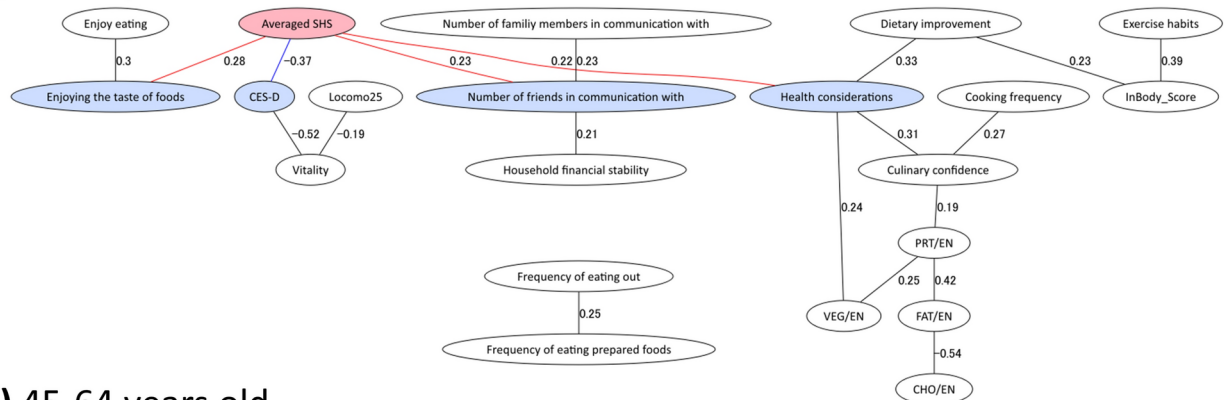 Enjoy eating
Averaged SHS
Number of familiy members in communication with
Dietary improvement
Exercise habits
0.3
0.28
−0.37
0.23
0.22
0.23
0.33
0.23
0.39
Enjoying the taste of foods
CES-D
Locomo25
Number of friends in communication with
Health considerations
Cooking frequency
InBody_Score
−0.52
−0.19
0.21
0.31
0.27
Vitality
Household financial stability
Culinary confidence
0.24
0.19
PRT/EN
Frequency of eating out
0.25
0.42
0.25
VEG/EN
FAT/EN
Frequency of eating prepared foods
−0.54
CHO/EN
) 45-64 years old